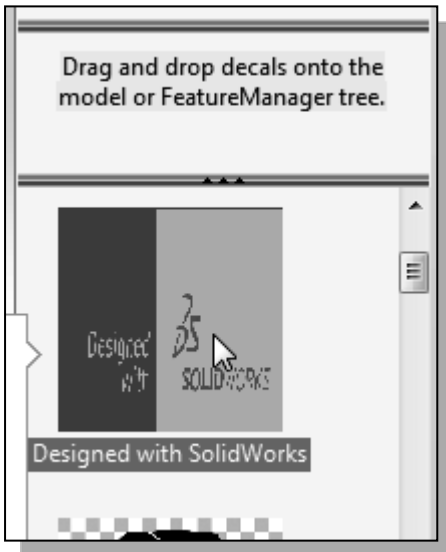 Drag and drop decals onto the
model or FeatureManager tree.
Designed
with
SOLIDWORKS
Designed with SolidWorks